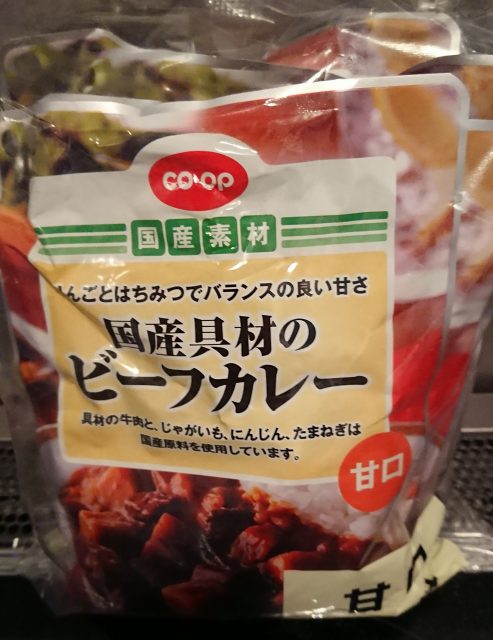 CO・OP
国産素材
んごとはちみつでバランスの良い甘さ
国産具材の
ビーフカレー
具材の牛肉と、じゃがいも、にんじん、たまねぎは
国産原料を使用しています。
甘口
甘